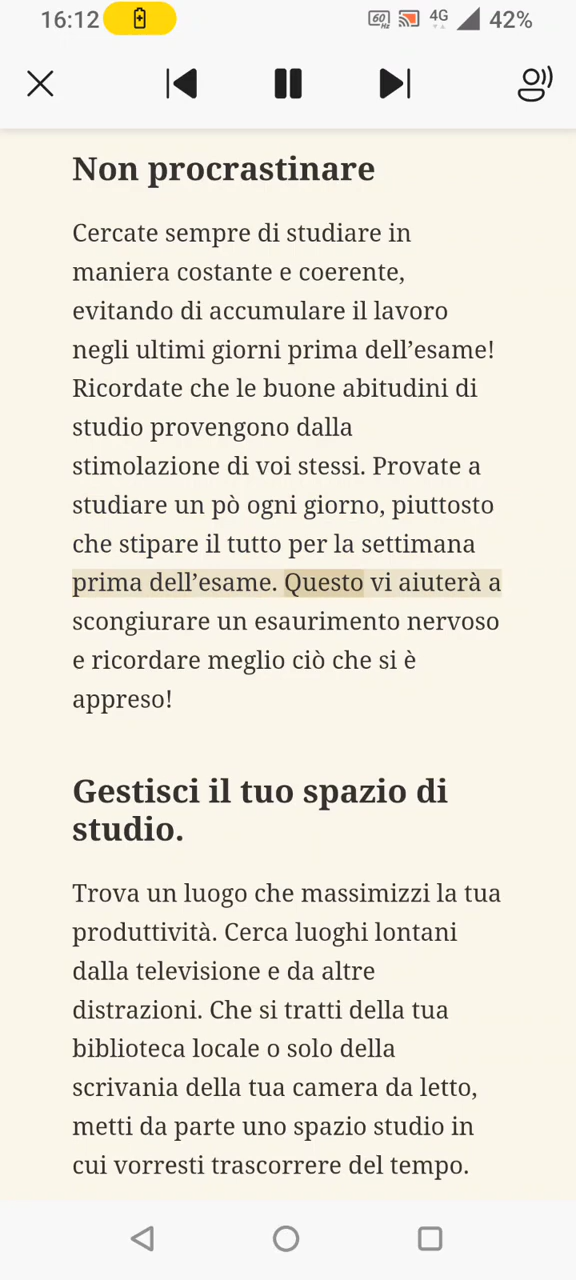 16:12
60Hz
4G
42%
Non procrastinare
Cercate sempre di studiare in
maniera costante e coerente,
evitando di accumulare il lavoro
negli ultimi giorni prima dell’esame!
Ricordate che le buone abitudini di
studio provengono dalla
stimolazione di voi stessi. Provate a
studiare un pò ogni giorno, piuttosto
che stipare il tutto per la settimana
prima dell’esame. Questo vi aiuterà a
scongiurare un esaurimento nervoso
e ricordare meglio ciò che si è
appreso!
Gestisci il tuo spazio di
studio.
Trova un luogo che massimizzi la tua
produttività. Cerca luoghi lontani
dalla televisione e da altre
distrazioni. Che si tratti della tua
biblioteca locale o solo della
scrivania della tua camera da letto,
metti da parte uno spazio studio in
cui vorresti trascorrere del tempo.